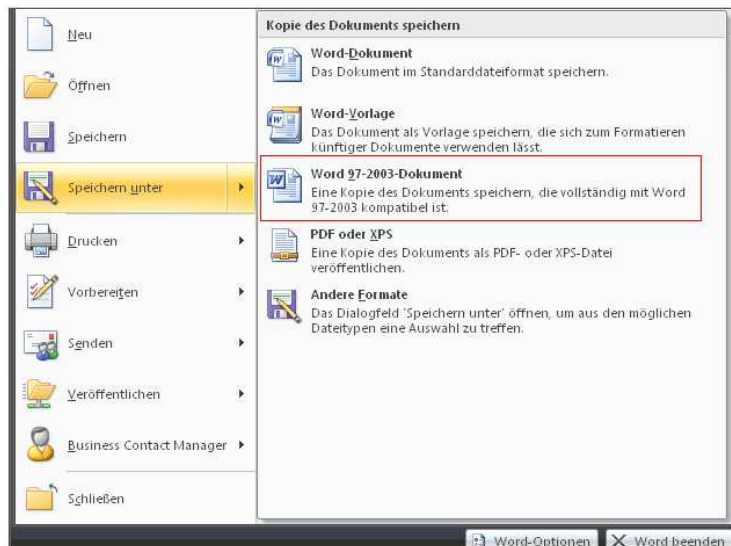 Neu
Öffnen
Speichern
Speichern unter
Drucken
Vorbereiten
Senden
Veröffentlichen
Business Contact Manager
Schließen
Kopie des Dokuments speichern
Word-Dokument
Das Dokument im Standarddateiformat speichern.
Word-Vorlage
Das Dokument als Vorlage speichern, die sich zum Formatieren
künftiger Dokumente verwenden lässt.
Word 97-2003-Dokument
Eine Kopie des Dokuments speichern, die vollständig mit Word
97-2003 kompatibel ist.
PDF oder XPS
Eine Kopie des Dokuments als PDF- oder XPS-Datei
veröffentlichen.
Andere Formate
Das Dialogfeld 'Speichern unter' öffnen, um aus den möglichen
Dateitypen eine Auswahl zu treffen.
Word-Optionen
Word beenden